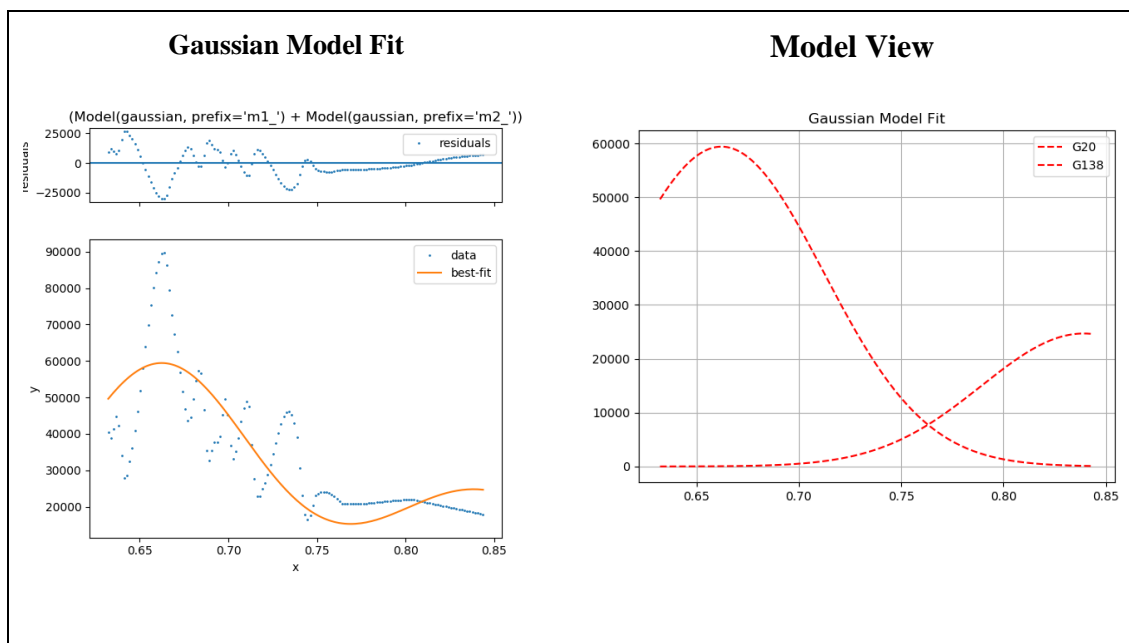 Gaussian Model Fit
Model View
(Model(gaussian, prefix='m1_') + Model(gaussian, prefix='m2_'))
residuals
25000
0
−25000
residuals
90000
80000
70000
60000
50000
40000
30000
20000
y
data
best-fit
0.65 0.70 0.75 0.80 0.85
x
Gaussian Model Fit
60000
50000
40000
30000
20000
10000
0
G20
G138
0.65 0.70 0.75 0.80 0.85